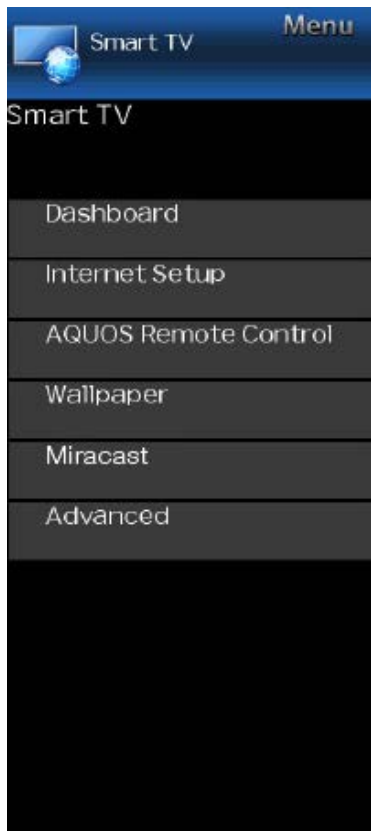 Smart TV
Menu
Smart TV
Dashboard
Internet Setup
AQUOS Remote Control
Wallpaper
Miracast
Advanced